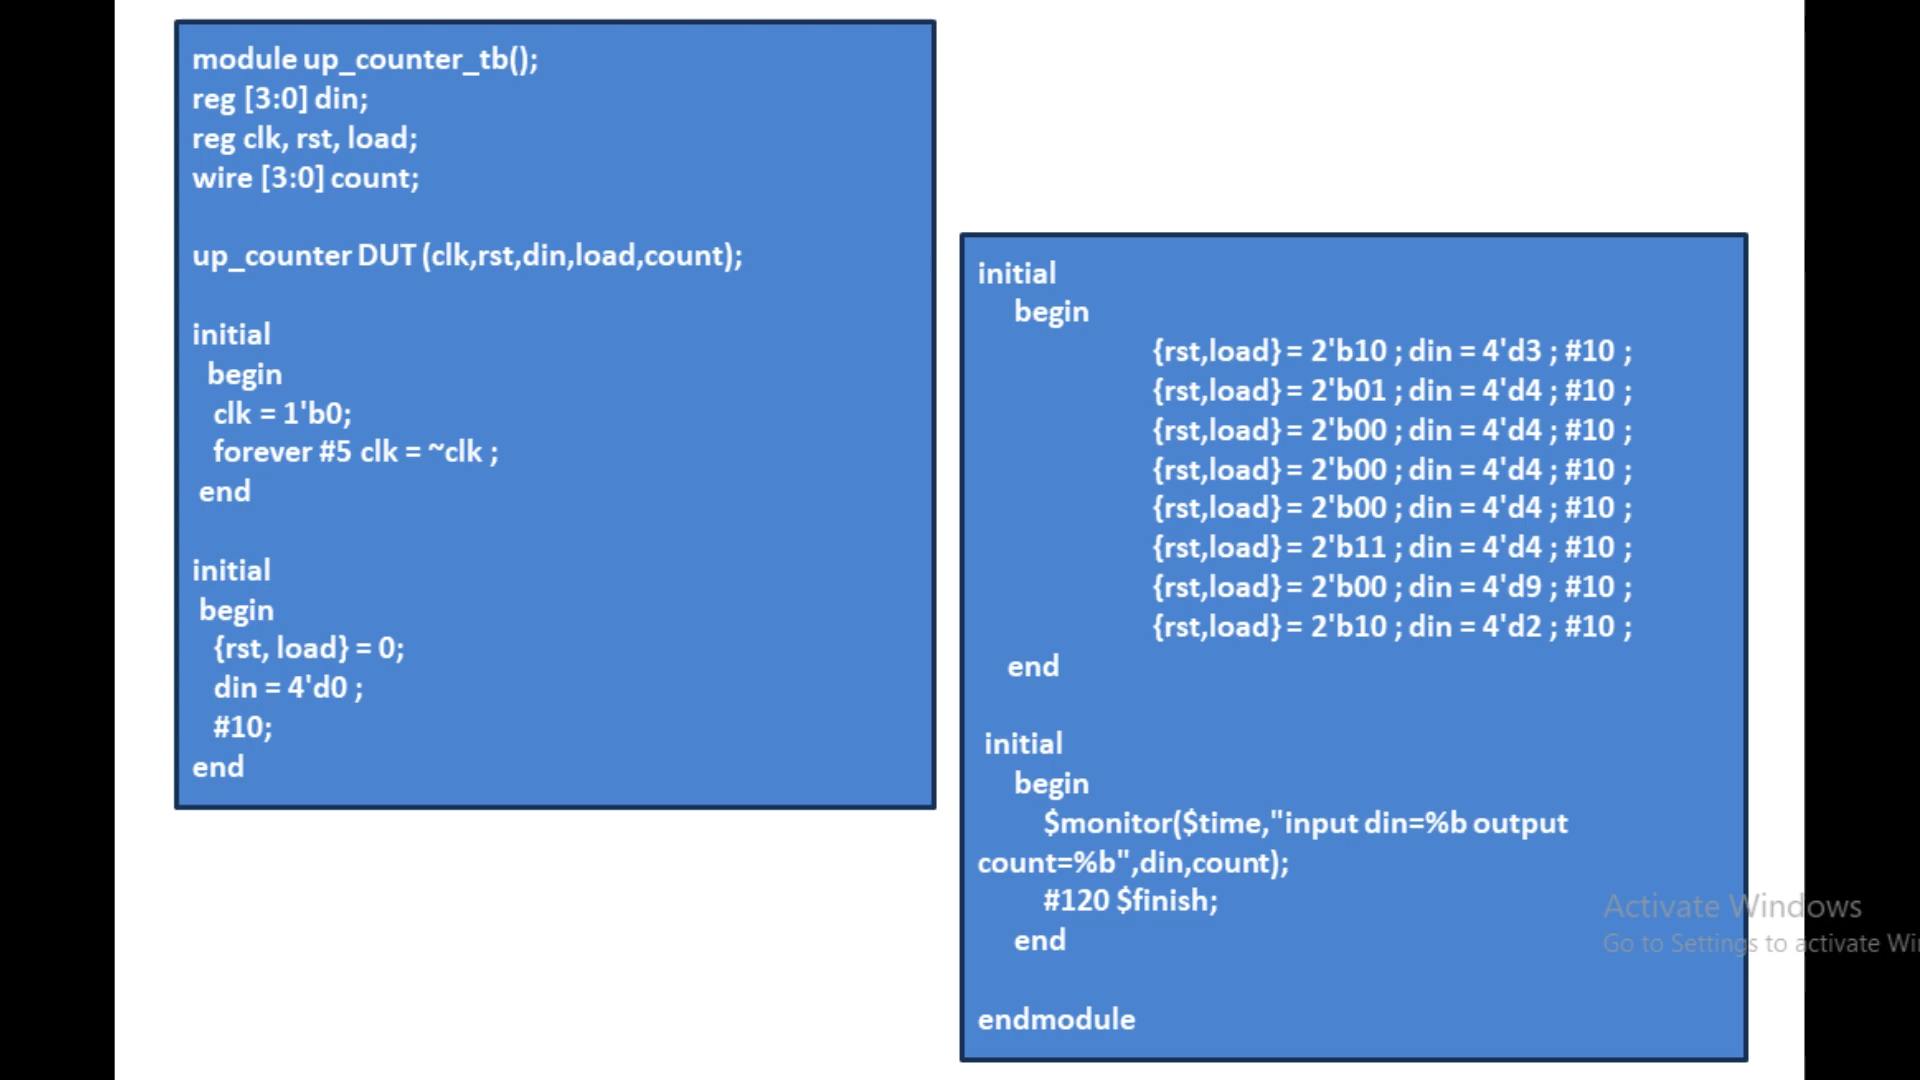 module up_counter_tb();
reg [3:0] din;
reg clk, rst, load;
wire [3:0] count;
up_counter DUT (clk,rst,din,load,count);
initial
begin
clk = 1'b0;
forever #5 clk = ~clk ;
end
initial
begin
{rst, load} = 0;
din = 4'd0 ;
#10;
end
initial
begin
{rst,load} = 2'b10 ; din = 4'd3 ; #10 ;
{rst,load} = 2'b01 ; din = 4'd4 ; #10 ;
{rst,load} = 2'b00 ; din = 4'd4 ; #10 ;
{rst,load} = 2'b00 ; din = 4'd4 ; #10 ;
{rst,load} = 2'b00 ; din = 4'd4 ; #10 ;
{rst,load} = 2'b11 ; din = 4'd4 ; #10 ;
{rst,load} = 2'b00 ; din = 4'd9 ; #10 ;
{rst,load} = 2'b10 ; din = 4'd2 ; #10 ;
end
initial
begin
$monitor($time,"input din=%b output
count=%b",din,count);
#120 $finish;
end
endmodule
Activate Windows
Go to Settings to activate Wi